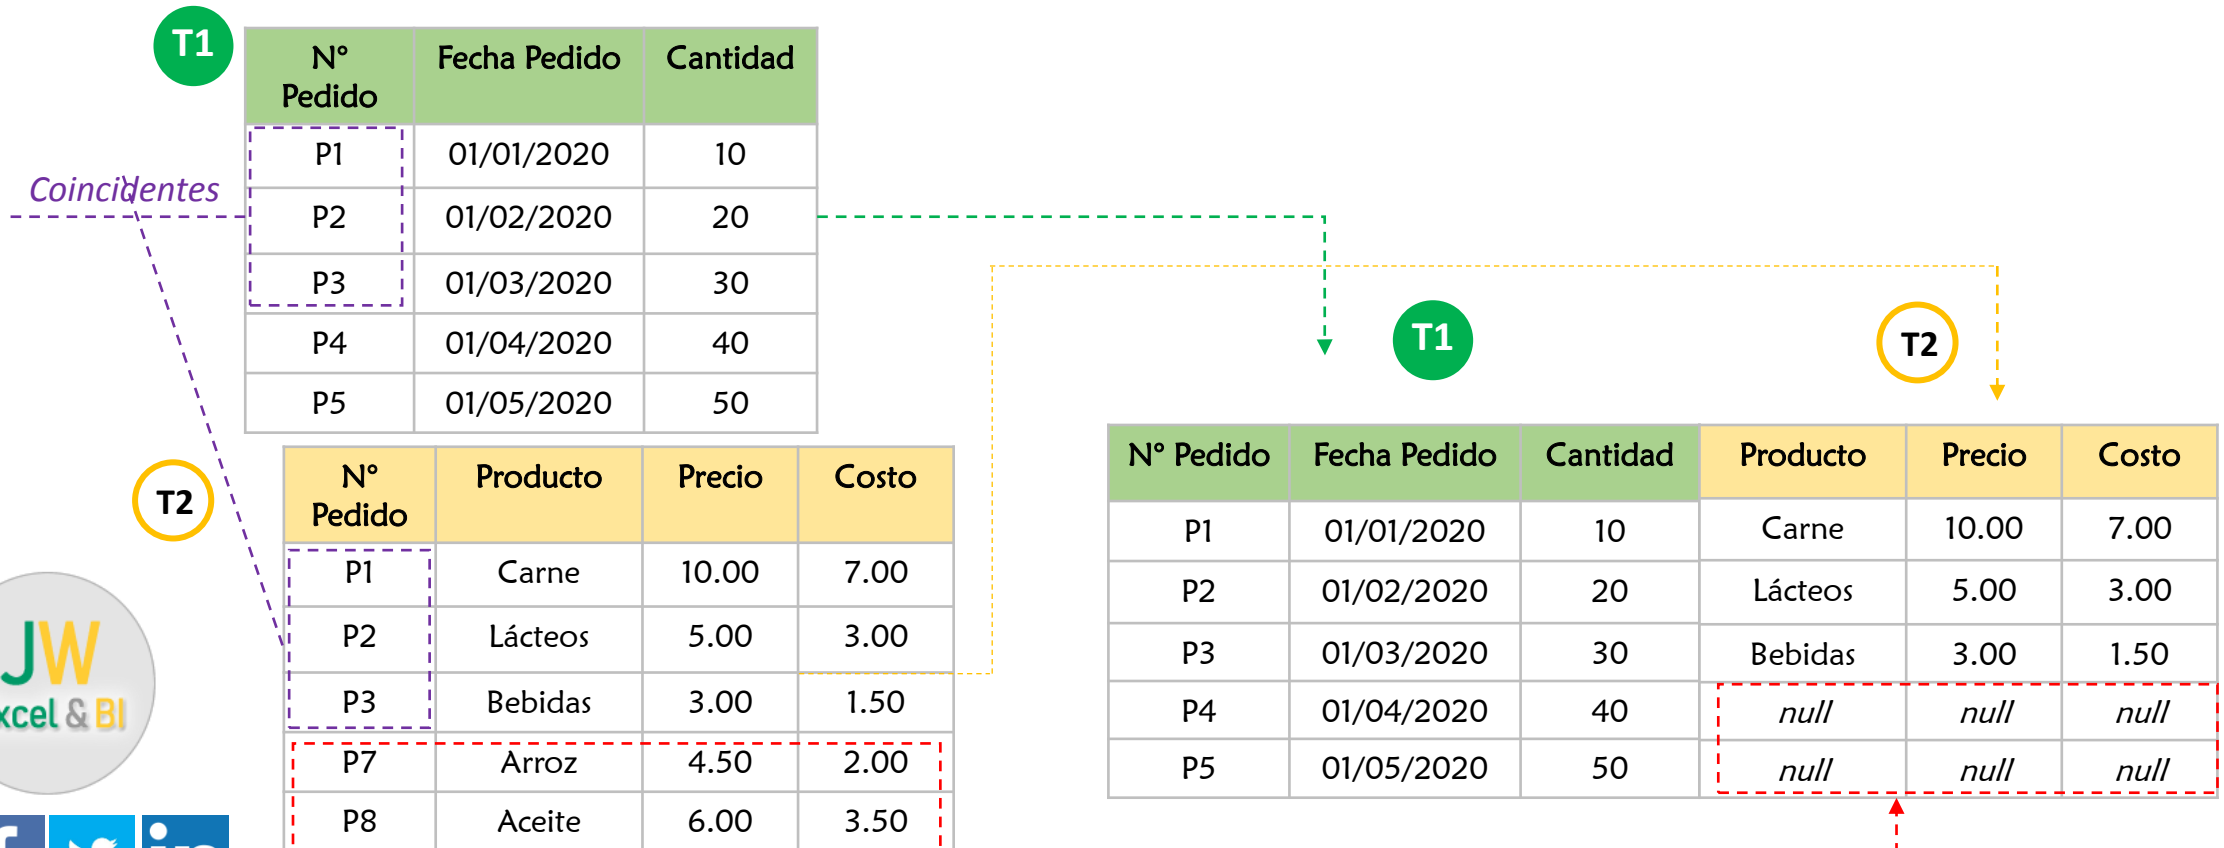 T1
N° Pedido Fecha Pedido Cantidad
P1 01/01/2020 10
P2 01/02/2020 20
P3 01/03/2020 30
P4 01/04/2020 40
P5 01/05/2020 50
Coincidentes
T2
N° Pedido Producto Precio Costo
P1 Carne 10.00 7.00
P2 Lácteos 5.00 3.00
P3 Bebidas 3.00 1.50
P7 Arroz 4.50 2.00
P8 Aceite 6.00 3.50
T1
T2
N° Pedido Fecha Pedido Cantidad Producto Precio Costo
P1 01/01/2020 10 Carne 10.00 7.00
P2 01/02/2020 20 Lácteos 5.00 3.00
P3 01/03/2020 30 Bebidas 3.00 1.50
P4 01/04/2020 40 null null null
P5 01/05/2020 50 null null null
JW
xcel & BI
f
in